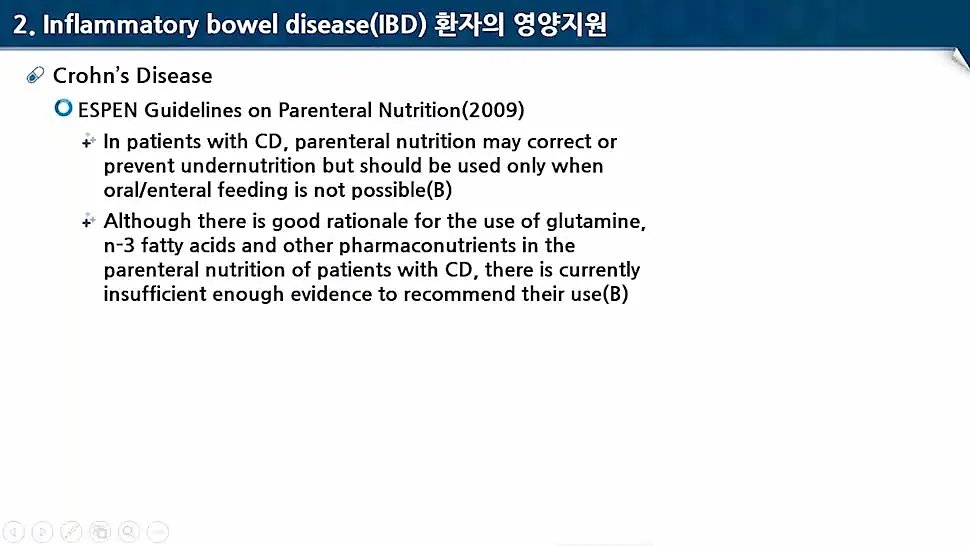 2. Inflammatory bowel disease(IBD) 환자의 영양지원
Crohn's Disease
ESPEN Guidelines on Parenteral Nutrition(2009)
In patients with CD, parenteral nutrition may correct or
prevent undernutrition but should be used only when
oral/enteral feeding is not possible(B)
Although there is good rationale for the use of glutamine,
n-3 fatty acids and other pharmaconutrients in the
parenteral nutrition of patients with CD, there is currently
insufficient enough evidence to recommend their use(B)